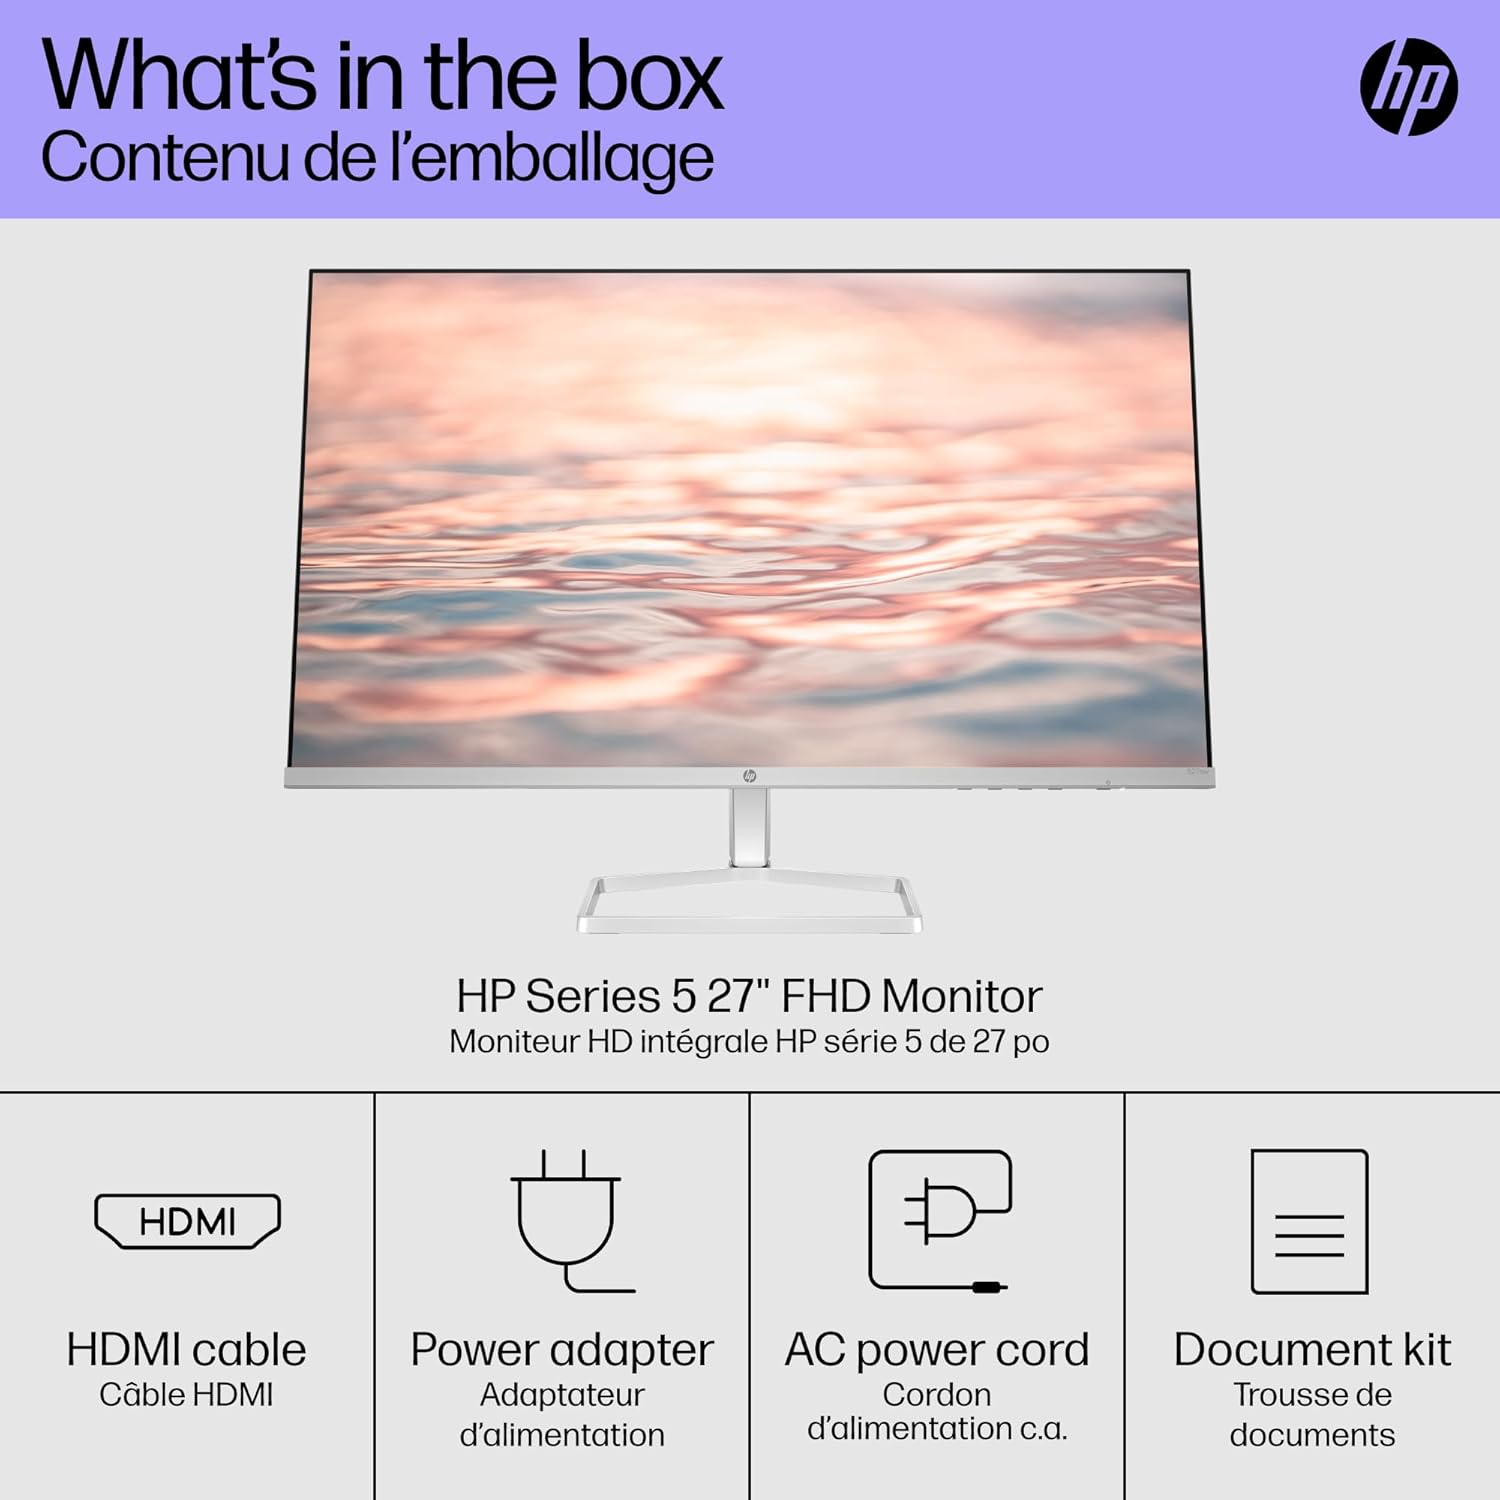 What's in the box
Contenu de l'emballage
hp
hp
HP Series 5 27" FHD Monitor
Moniteur HD intégrale HP série 5 de 27 po
HDMI
HDMI cable
Câble HDMI
Power adapter
Adaptateur
d'alimentation
AC power cord
Cordon
d'alimentation c.a.
Document kit
Trousse de
documents